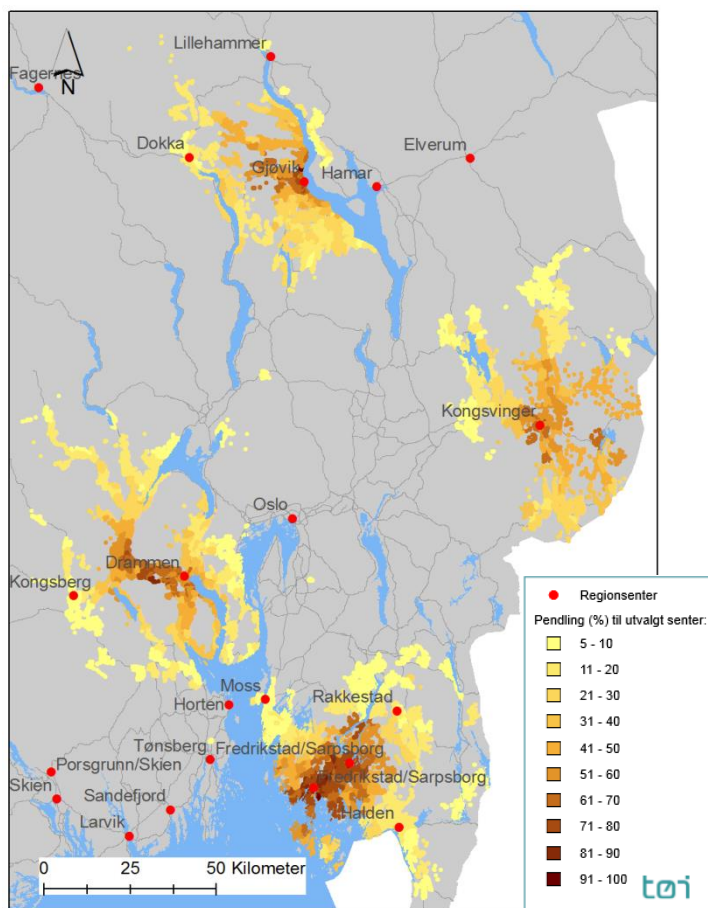 Lillehammer
Fagernes
N
Dokka
Elverum
Gjøvik
Hamar
Kongsvinger
Oslo
Drammen
Kongsberg
Moss
Rakkestad
Horten
Tønsberg
Fredrikstad/Sarpsborg
Porsgrunn/Skien
Fredrikstad/Sarpsborg
Skien
Sandefjord
Halden
Larvik
0 25 50 Kilometer
Regionsenter
Pendling (%) til utvalgt senter:
5 - 10
11 - 20
21 - 30
31 - 40
41 - 50
51 - 60
61 - 70
71 - 80
81 - 90
91 - 100
tøi